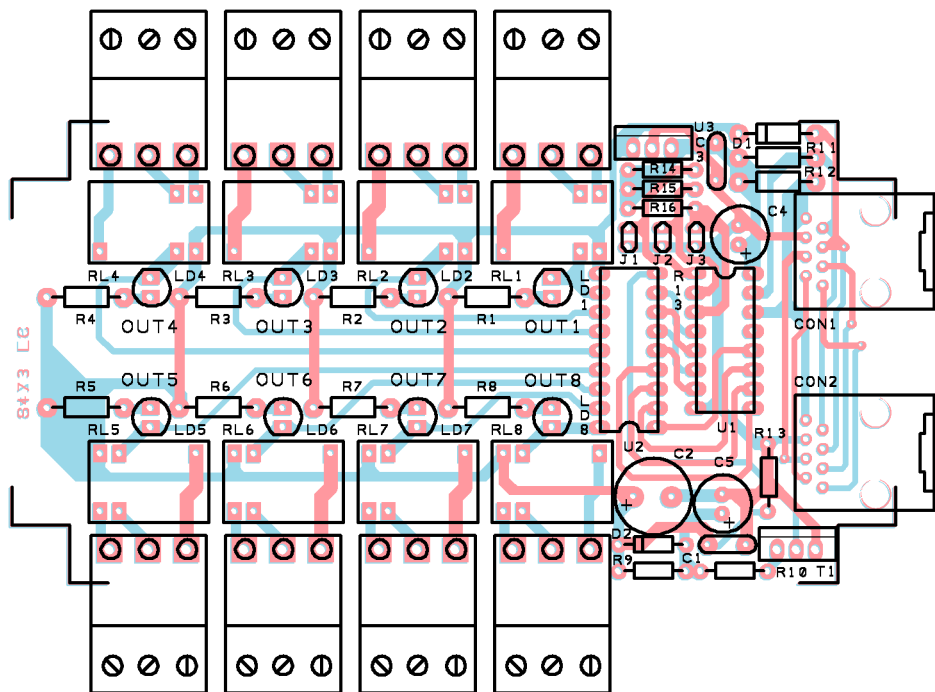 U3
C3
D1
R11
R12
R14
R15
R16
C4
J1 J2 J3
RL4 LD4 RL3 LD3 RL2 LD2 RL1 LD1
R13
R4 R3 R2 R1
OUT4 OUT3 OUT2 OUT1
CON1
OUT5 OUT6 OUT7 OUT8
CON2
R5 R6 R7 R8
LD8
RL5 LD5 RL6 LD6 RL7 LD7 RL8
U2 U1
R13
C2 C5
D2
R9 C1
R10 T1